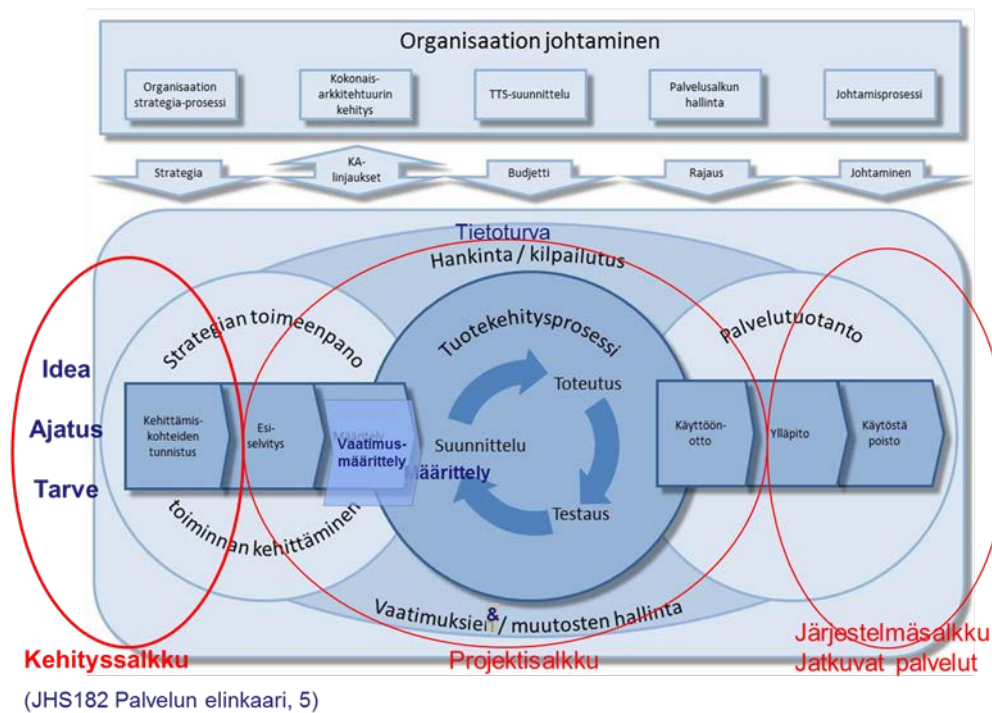 Organisaation johtaminen
Organisaation
strategia-prosessi
Kokonais-
arkkitehtuurin
kehitys
TTS-suunnittelu
Palvelusalkun
hallinta
Johtamisprosessi
Strategia
KA-
linjaukset
Budjetti
Rajaus
Johtaminen
Tietoturva
Hankinta / kilpailutus
Strategian toimeenpano
Tuotekehitysprosessi
Palvelutuotanto
Idea
Ajatus
Tarve
Kehittämis-
kohteiden
tunnistus
Esi-
selvitys
Vaatimus-
määrittely
Toteutus
Suunnittelu
Määrittely
Testaus
Käyttöön-
otto
Ylläpito
Käytöstä
poisto
toiminnan kehittäminen
&
Vaatimuksien / muutosten hallinta
Kehityssalkku
Projektisalkku
Järjestelmäsalkku
Jatkuvat palvelut
(JHS182 Palvelun elinkaari, 5)